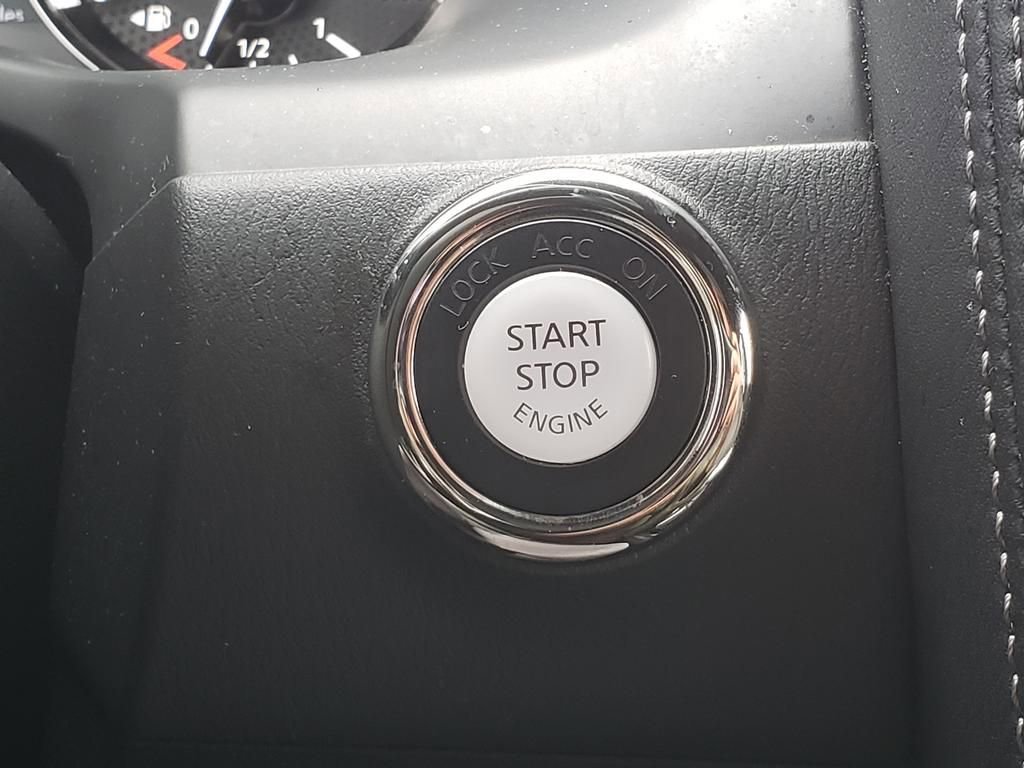 0
1/2
1
LOCK ACC ON
START
STOP
ENGINE